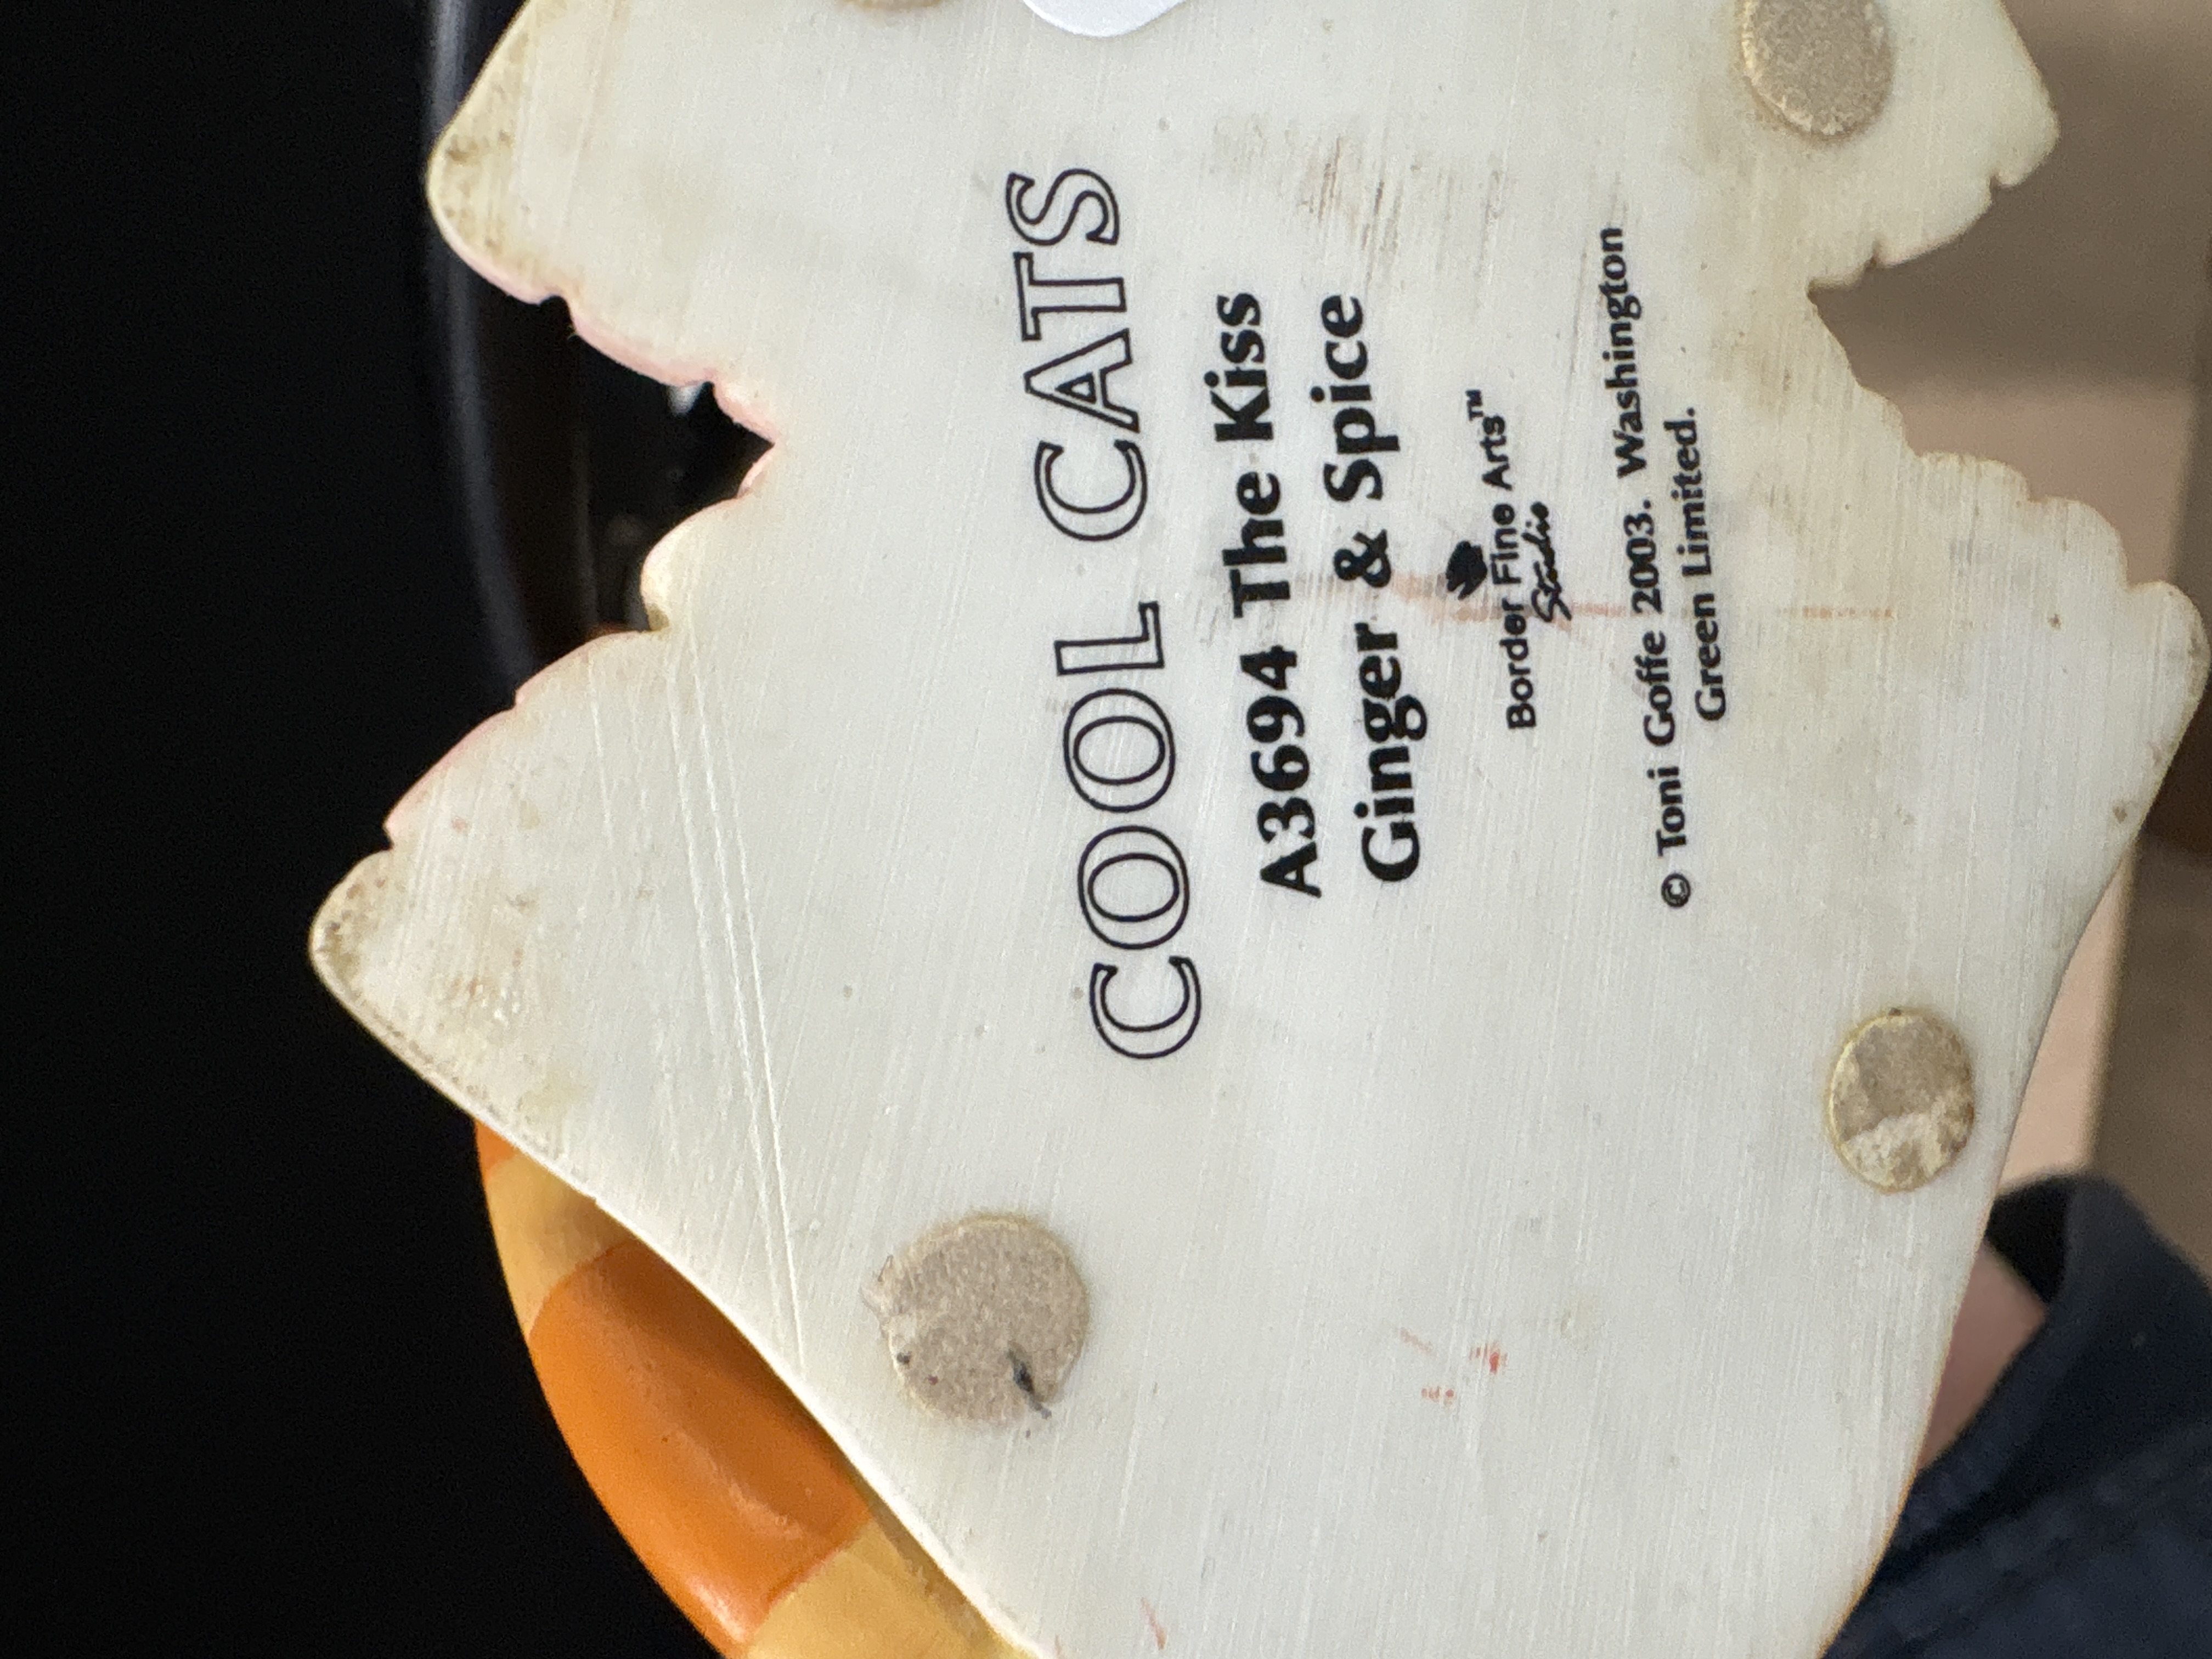 COOL CATS
A3694 The Kiss
Ginger & Spice
Border Fine Arts™
Studio
© Toni Goffe 2003. Washington
Green Limited.